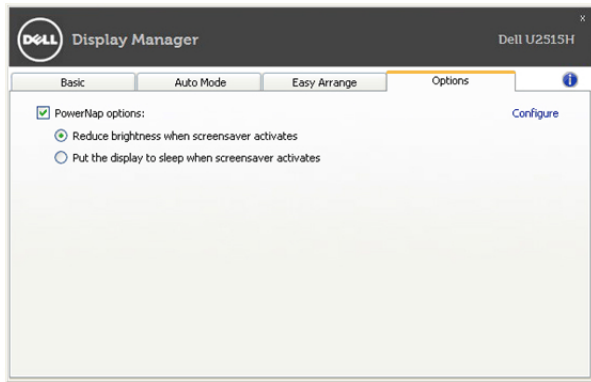 x
DELL Display Manager Dell U2515H
Basic Auto Mode Easy Arrange Options i
PowerNap options: Configure
Reduce brightness when screensaver activates
Put the display to sleep when screensaver activates